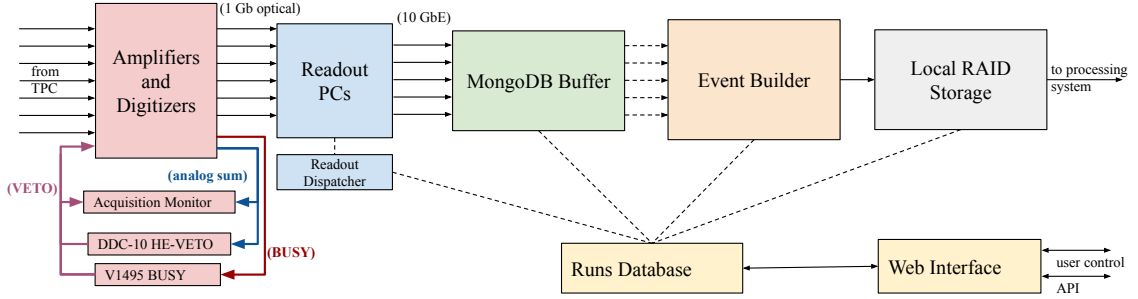 (1 Gb optical)
(10 GbE)
from
TPC
Amplifiers
and
Digitizers
Readout
PCs
MongoDB Buffer
Event Builder
Local RAID
Storage
to processing
system
Readout
Dispatcher
(VETO)
(analog sum)
Acquisition Monitor
DDC-10 HE-VETO
(BUSY)
V1495 BUSY
Runs Database
Web Interface
user control
API